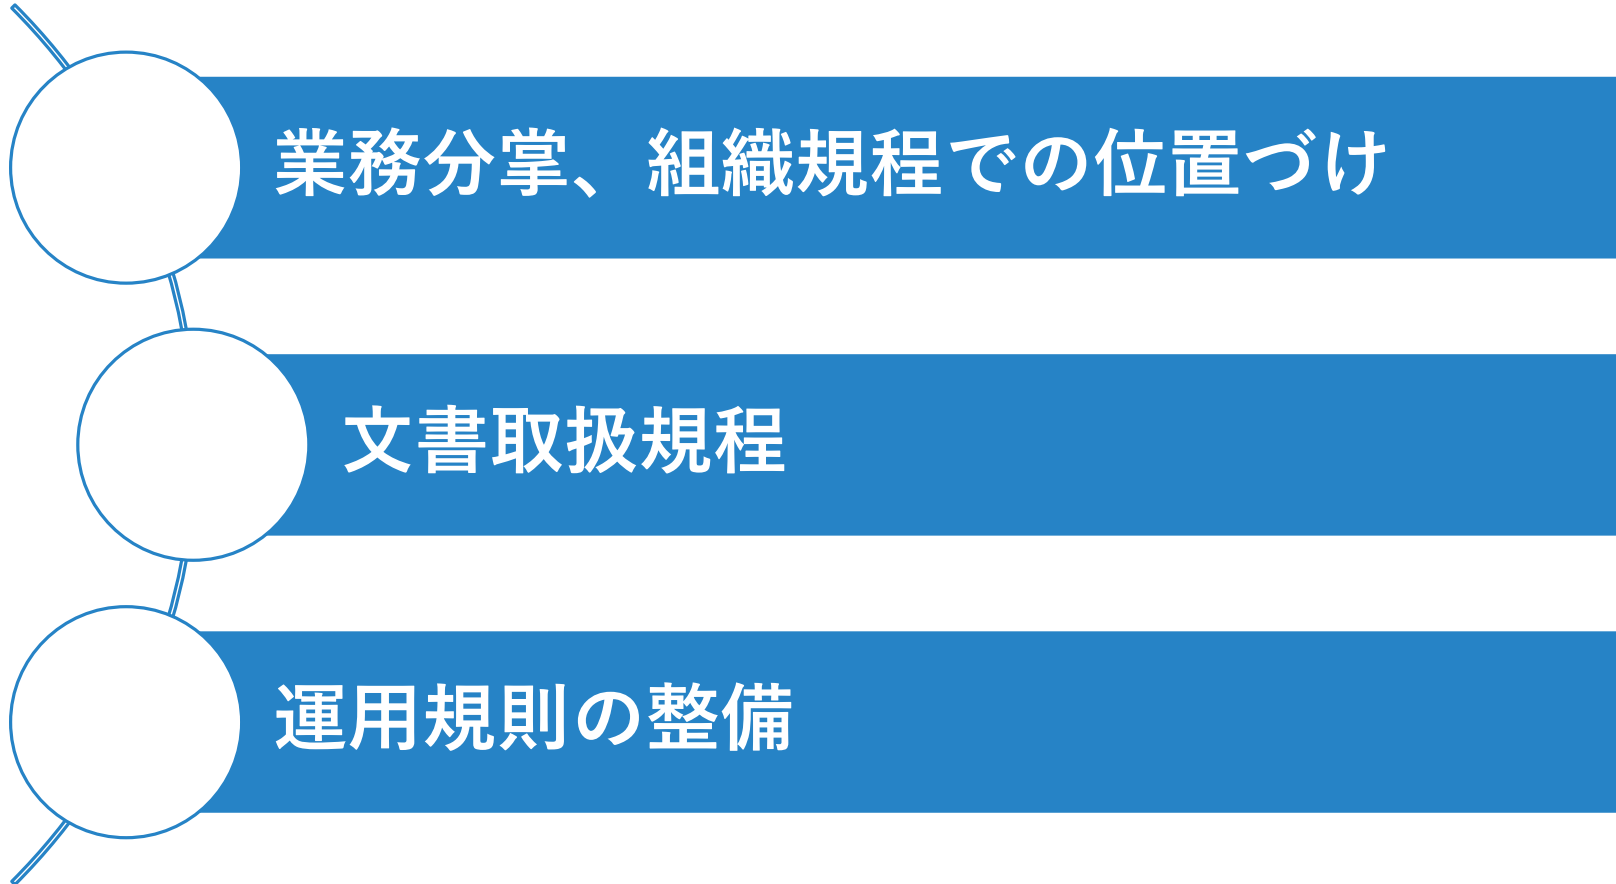 業務分掌、組織規程での位置づけ
文書取扱規程
運用規則の整備